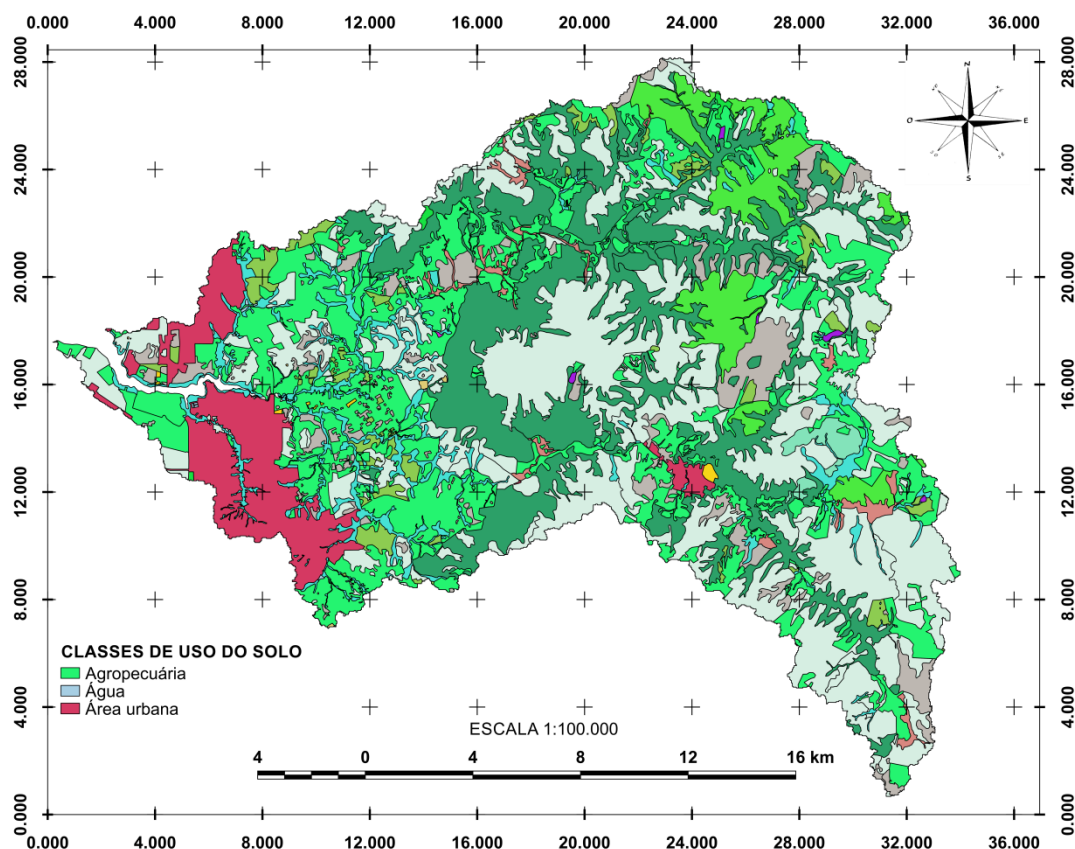 0.000 4.000 8.000 12.000 16.000 20.000 24.000 28.000 32.000 36.000
28.000 28.000
N
O E
S
24.000 24.000
20.000 20.000
16.000 16.000
12.000 12.000
8.000 8.000
CLASSES DE USO DO SOLO
Agropecuária
Água
Área urbana
4.000 4.000
ESCALA 1:100.000
4 0 4 8 12 16 km
0.000 0.000
0.000 4.000 8.000 12.000 16.000 20.000 24.000 28.000 32.000 36.000